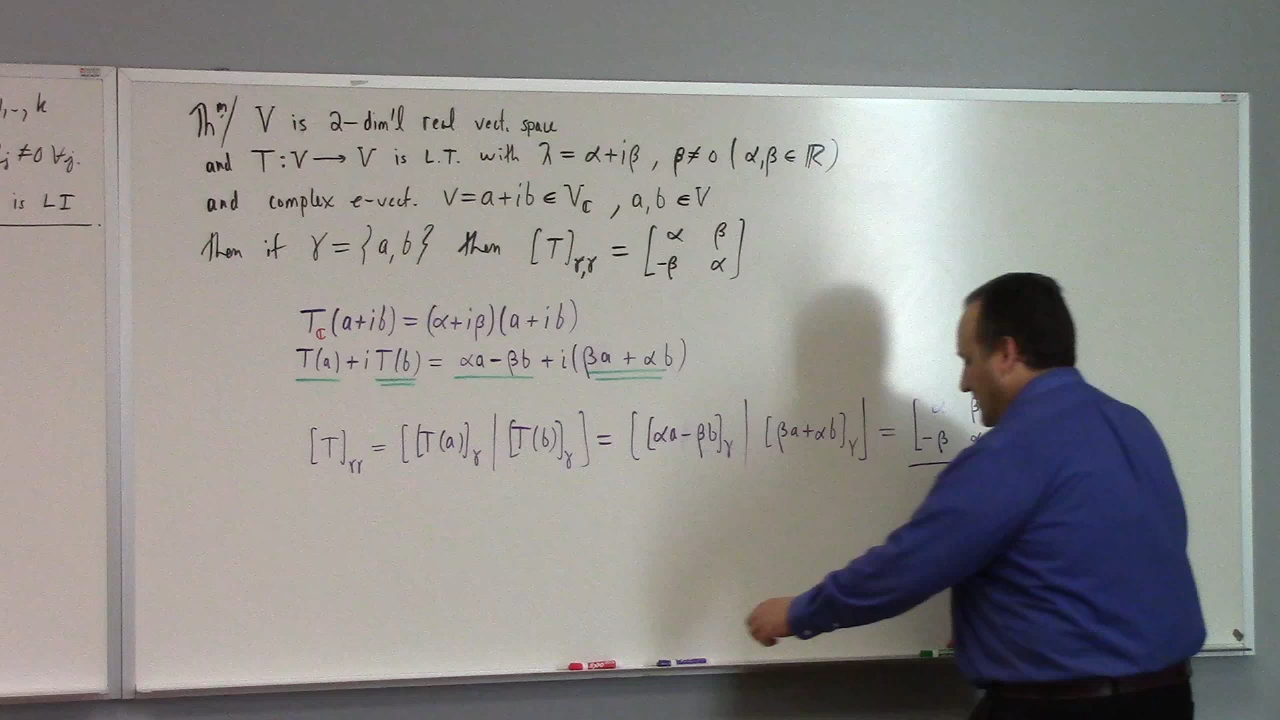 ,-, k
j ≠0 ∀j.
is LI
Thᵐ/ V is 2-dim'l real vect. space
and T:V→V is L.T. with λ=α+iβ, β≠0 (α,β∈ℝ)
and complex e-vect. V=a+ib∈V_ℂ, a,b∈V
Then if γ={a,b} then [T]_γ,γ = [α β
-β α]
T_ℂ(a+ib)=(α+iβ)(a+ib)
T(a)+iT(b)= αa-βb+i(βa+αb)
[T]_γγ = [[T(a)]_γ | [T(b)]_γ] = [[αa-βb]_γ | [βa+αb]_γ] = [α β
-β α
EXPO